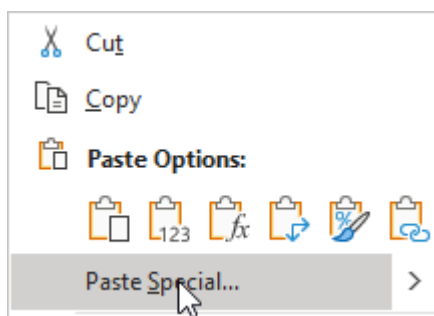 Cut
Copy
Paste Options:
123 fx %
Paste Special...